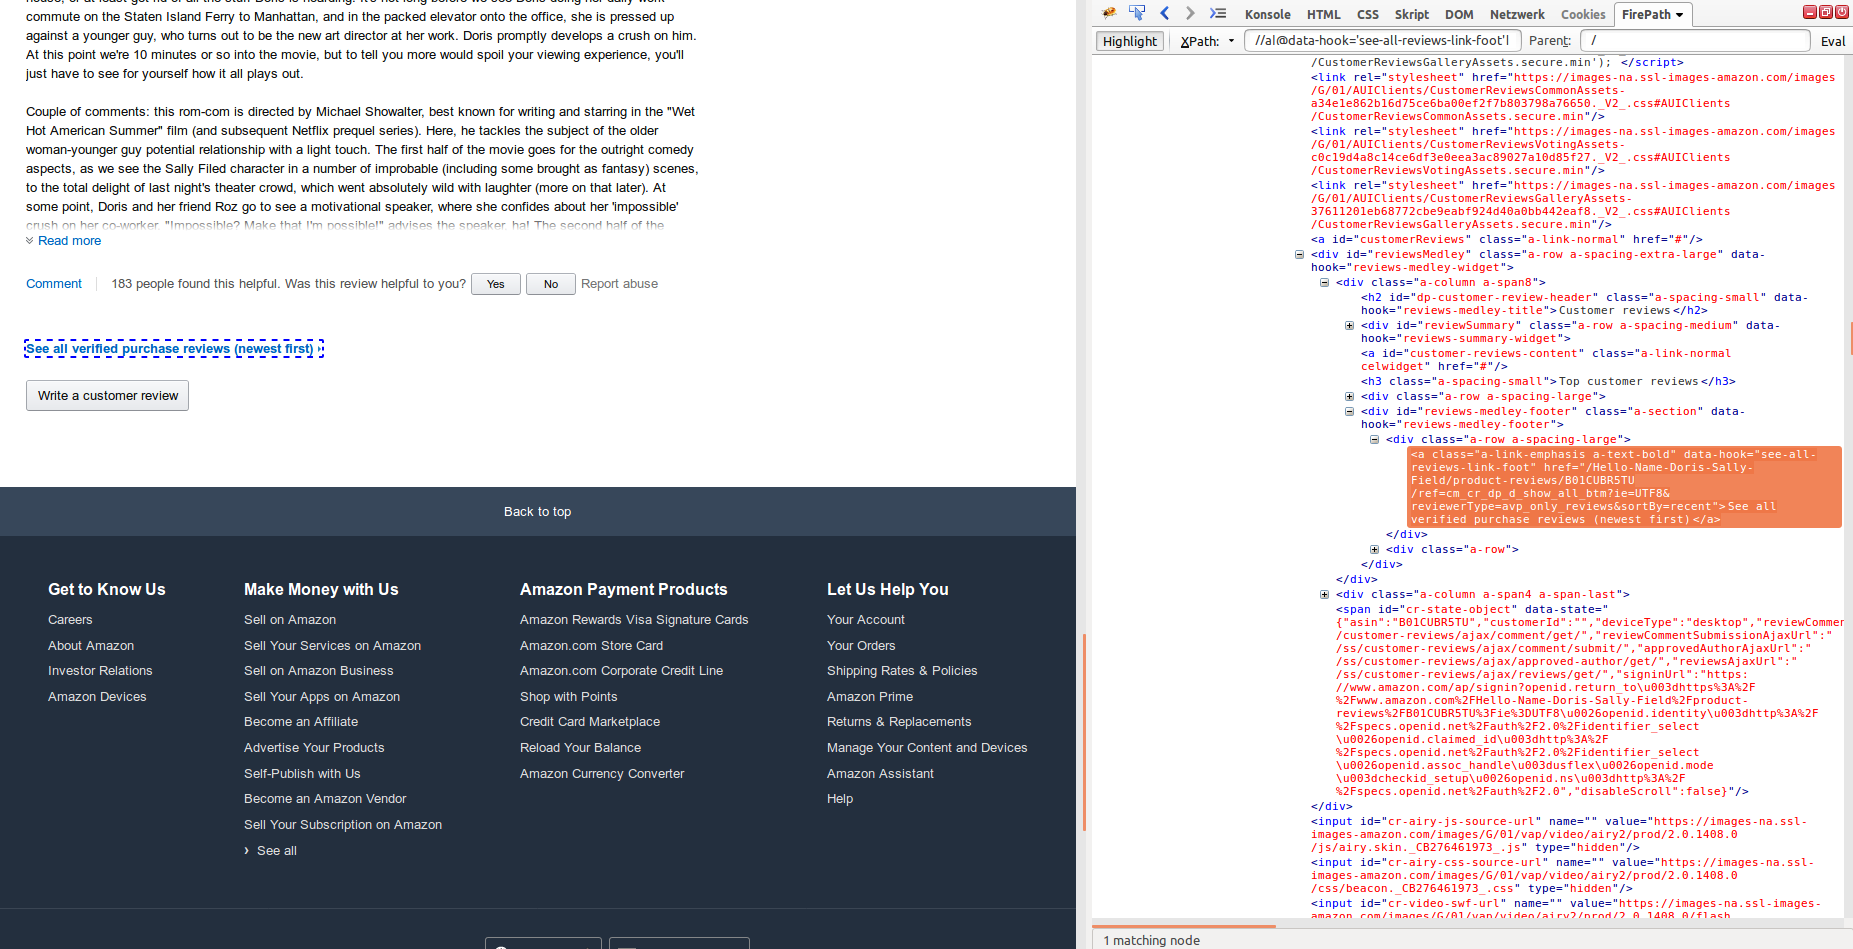 commute on the Staten Island Ferry to Manhattan, and in the packed elevator onto the office, she is pressed up
against a younger guy, who turns out to be the new art director at her work. Doris promptly develops a crush on him.
At this point we're 10 minutes or so into the movie, but to tell you more would spoil your viewing experience, you'll
just have to see for yourself how it all plays out.
Couple of comments: this rom-com is directed by Michael Showalter, best known for writing and starring in the "Wet
Hot American Summer" film (and subsequent Netflix prequel series). Here, he tackles the subject of the older
woman-younger guy potential relationship with a light touch. The first half of the movie goes for the outright comedy
aspects, as we see the Sally Filed character in a number of improbable (including some brought as fantasy) scenes,
to the total delight of last night's theater crowd, which went absolutely wild with laughter (more on that later). At
some point, Doris and her friend Roz go to see a motivational speaker, where she confides about her 'impossible'
crush on her co-worker. "Impossible? Make that I'm possible!" advises the speaker, ha! The second half of the
Read more
Comment
183 people found this helpful. Was this review helpful to you? Yes No Report abuse
See all verified purchase reviews (newest first) ›
Write a customer review
Back to top
Get to Know Us
Careers
About Amazon
Investor Relations
Amazon Devices
Make Money with Us
Sell on Amazon
Sell Your Services on Amazon
Sell on Amazon Business
Sell Your Apps on Amazon
Become an Affiliate
Advertise Your Products
Self-Publish with Us
Become an Amazon Vendor
Sell Your Subscription on Amazon
› See all
Amazon Payment Products
Amazon Rewards Visa Signature Cards
Amazon.com Store Card
Amazon.com Corporate Credit Line
Shop with Points
Credit Card Marketplace
Reload Your Balance
Amazon Currency Converter
Let Us Help You
Your Account
Your Orders
Shipping Rates & Policies
Amazon Prime
Returns & Replacements
Manage Your Content and Devices
Amazon Assistant
Help
Konsole HTML CSS Skript DOM Netzwerk Cookies FirePath
Highlight XPath: //a[@data-hook='see-all-reviews-link-foot'] Parent: / Eval
/CustomerReviewsGalleryAssets.secure.min'); </script>
<link rel="stylesheet" href="https://images-na.ssl-images-amazon.com/images
/G/01/AUIClients/CustomerReviewsCommonAssets-
a34e1e862b16d75ce6ba00ef2f7b803798a76650._V2_.css#AUIClients
/CustomerReviewsCommonAssets.secure.min"/>
<link rel="stylesheet" href="https://images-na.ssl-images-amazon.com/images
/G/01/AUIClients/CustomerReviewsVotingAssets-
c0c19d4a8c14ce6df3e0eea3ac89027a10d85f27._V2_.css#AUIClients
/CustomerReviewsVotingAssets.secure.min"/>
<link rel="stylesheet" href="https://images-na.ssl-images-amazon.com/images
/G/01/AUIClients/CustomerReviewsGalleryAssets-
37611201eb68772cbe9eabf924d40a0bb442eaf8._V2_.css#AUIClients
/CustomerReviewsGalleryAssets.secure.min"/>
<a id="customerReviews" class="a-link-normal" href="#"/>
<div id="reviewsMedley" class="a-row a-spacing-extra-large" data-
hook="reviews-medley-widget">
<div class="a-column a-span8">
<h2 id="dp-customer-review-header" class="a-spacing-small" data-
hook="reviews-medley-title">Customer reviews</h2>
<div id="reviewSummary" class="a-row a-spacing-medium" data-
hook="reviews-summary-widget">
<a id="customer-reviews-content" class="a-link-normal
celwidget" href="#"/>
<h3 class="a-spacing-small">Top customer reviews</h3>
<div class="a-row a-spacing-large">
<div id="reviews-medley-footer" class="a-section" data-
hook="reviews-medley-footer">
<div class="a-row a-spacing-large">
<a class="a-link-emphasis a-text-bold" data-hook="see-all-
reviews-link-foot" href="/Hello-Name-Doris-Sally-
Field/product-reviews/B01CUBR5TU
/ref=cm_cr_dp_d_show_all_btm?ie=UTF8&
reviewerType=avp_only_reviews&sortBy=recent">See all
verified purchase reviews (newest first)</a>
</div>
<div class="a-row">
</div>
</div>
<div class="a-column a-span4 a-span-last">
<span id="cr-state-object" data-state="
{"asin":"B01CUBR5TU","customerId":"","deviceType":"desktop","reviewCommen
/customer-reviews/ajax/comment/get/","reviewCommentSubmissionAjaxUrl":"
/ss/customer-reviews/ajax/comment/submit/","approvedAuthorAjaxUrl":"
/ss/customer-reviews/ajax/approved-author/get/","reviewsAjaxUrl":"
/ss/customer-reviews/ajax/reviews/get/","signinUrl":"https:
//www.amazon.com/ap/signin?openid.return_to\u003dhttps%3A%2F
%2Fwww.amazon.com%2FHello-Name-Doris-Sally-Field%2Fproduct-
reviews%2FB01CUBR5TU%3Fie%3DUTF8\u0026openid.identity\u003dhttp%3A%2F
%2Fspecs.openid.net%2Fauth%2F2.0%2Fidentifier_select
\u0026openid.claimed_id\u003dhttp%3A%2F
%2Fspecs.openid.net%2Fauth%2F2.0%2Fidentifier_select
\u0026openid.assoc_handle\u003dusflex\u0026openid.mode
\u003dcheckid_setup\u0026openid.ns\u003dhttp%3A%2F
%2Fspecs.openid.net%2Fauth%2F2.0","disableScroll":false}"/>
</div>
<input id="cr-airy-js-source-url" name="" value="https://images-na.ssl-
images-amazon.com/images/G/01/vap/video/airy2/prod/2.0.1408.0
/js/airy.skin._CB276461973_.js" type="hidden"/>
<input id="cr-airy-css-source-url" name="" value="https://images-na.ssl-
images-amazon.com/images/G/01/vap/video/airy2/prod/2.0.1408.0
/css/beacon._CB276461973_.css" type="hidden"/>
<input id="cr-video-swf-url" name="" value="https://images-na.ssl-images-
amazon.com/images/G/01/vap/video/airy2/prod/2.0.1408.0/flash
1 matching node